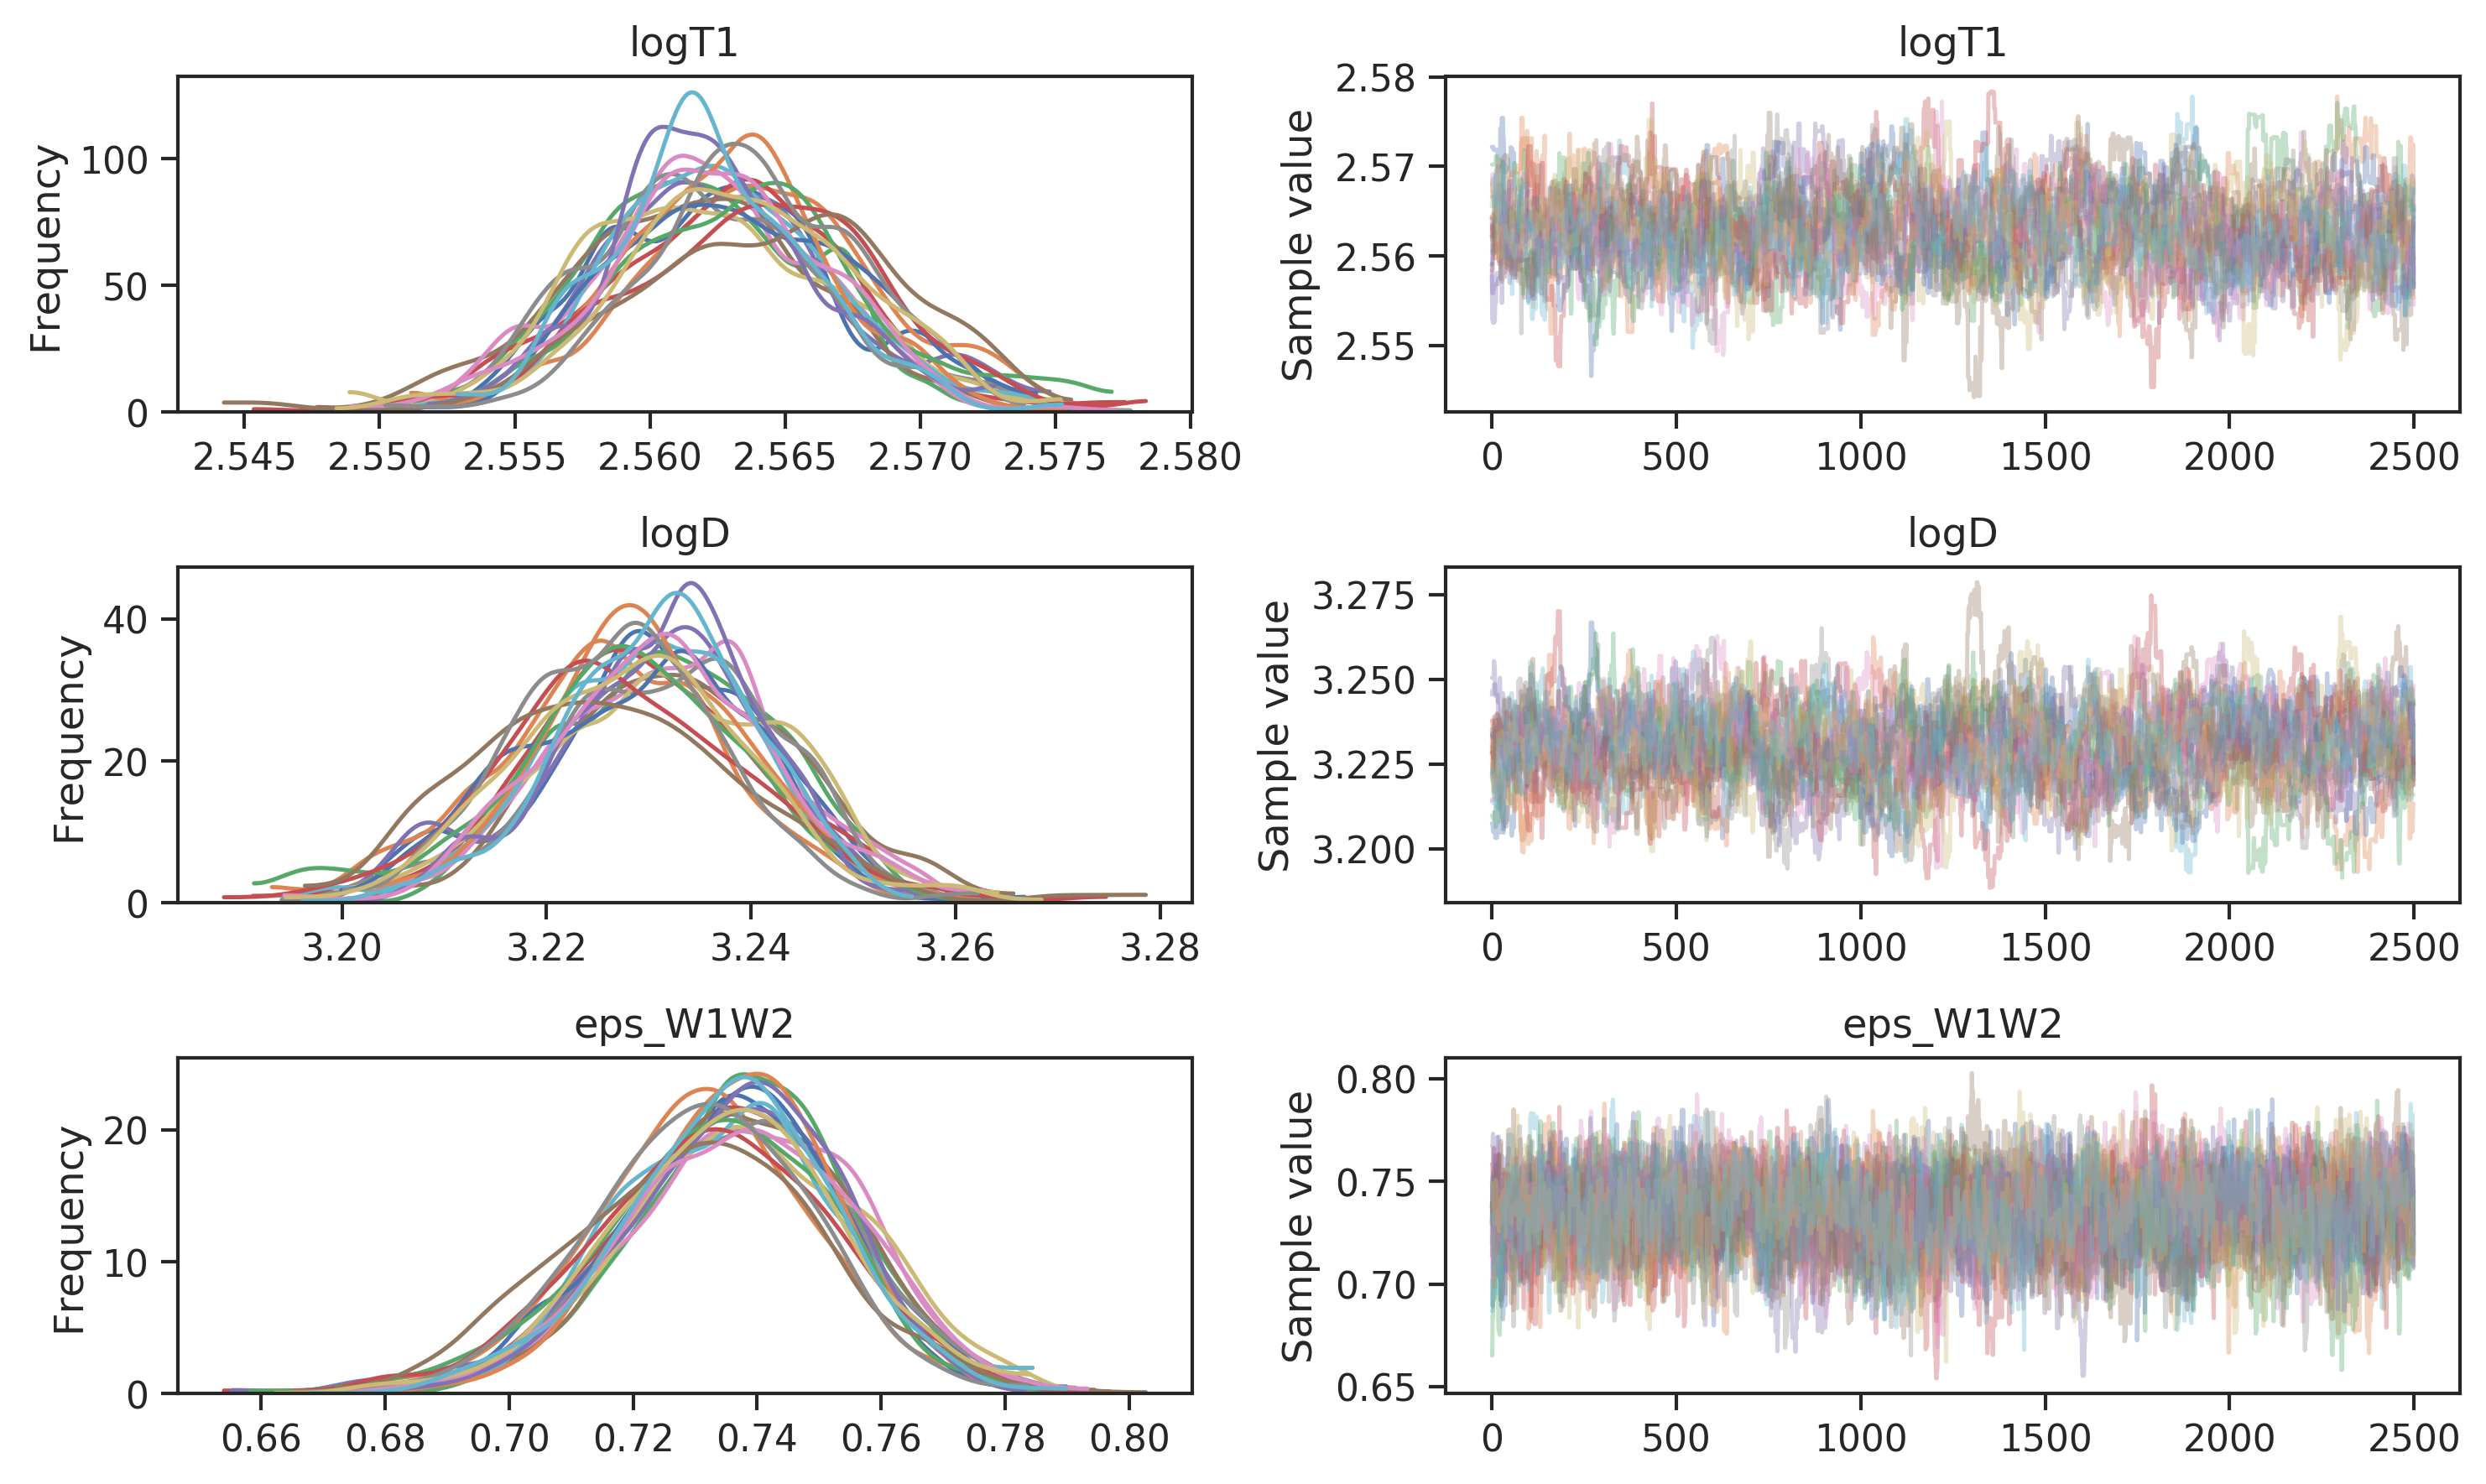 logT1
Frequency
100
50
0
2.545 2.550 2.555 2.560 2.565 2.570 2.575 2.580
logT1
Sample value
2.58
2.57
2.56
2.55
0 500 1000 1500 2000 2500
logD
Frequency
40
20
0
3.20 3.22 3.24 3.26 3.28
logD
Sample value
3.275
3.250
3.225
3.200
0 500 1000 1500 2000 2500
eps_W1W2
Frequency
20
10
0
0.66 0.68 0.70 0.72 0.74 0.76 0.78 0.80
eps_W1W2
Sample value
0.80
0.75
0.70
0.65
0 500 1000 1500 2000 2500